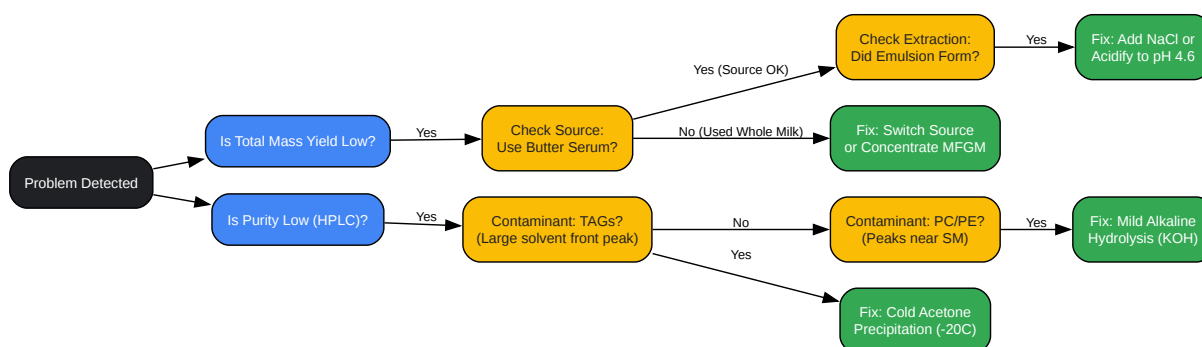 Check Extraction:
Did Emulsion Form?
Yes
Fix: Add NaCl or
Acidify to pH 4.6
Yes (Source OK)
Is Total Mass Yield Low?
Yes
Check Source:
Use Butter Serum?
No (Used Whole Milk)
Fix: Switch Source
or Concentrate MFGM
Problem Detected
Is Purity Low (HPLC)?
Yes
Contaminant: TAGs?
(Large solvent front peak)
No
Contaminant: PC/PE?
(Peaks near SM)
Yes
Fix: Mild Alkaline
Hydrolysis (KOH)
Yes
Fix: Cold Acetone
Precipitation (-20C)